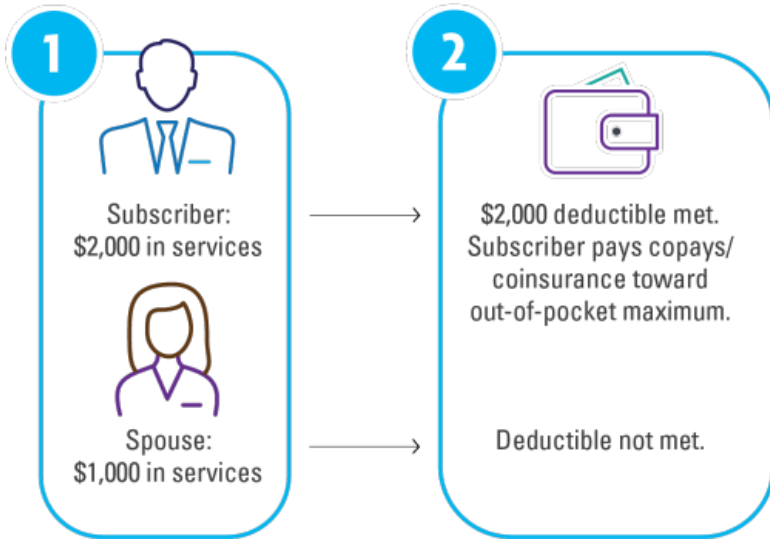 1
Subscriber:
$2,000 in services
Spouse:
$1,000 in services
2
$2,000 deductible met.
Subscriber pays copays/
coinsurance toward
out-of-pocket maximum.
Deductible not met.